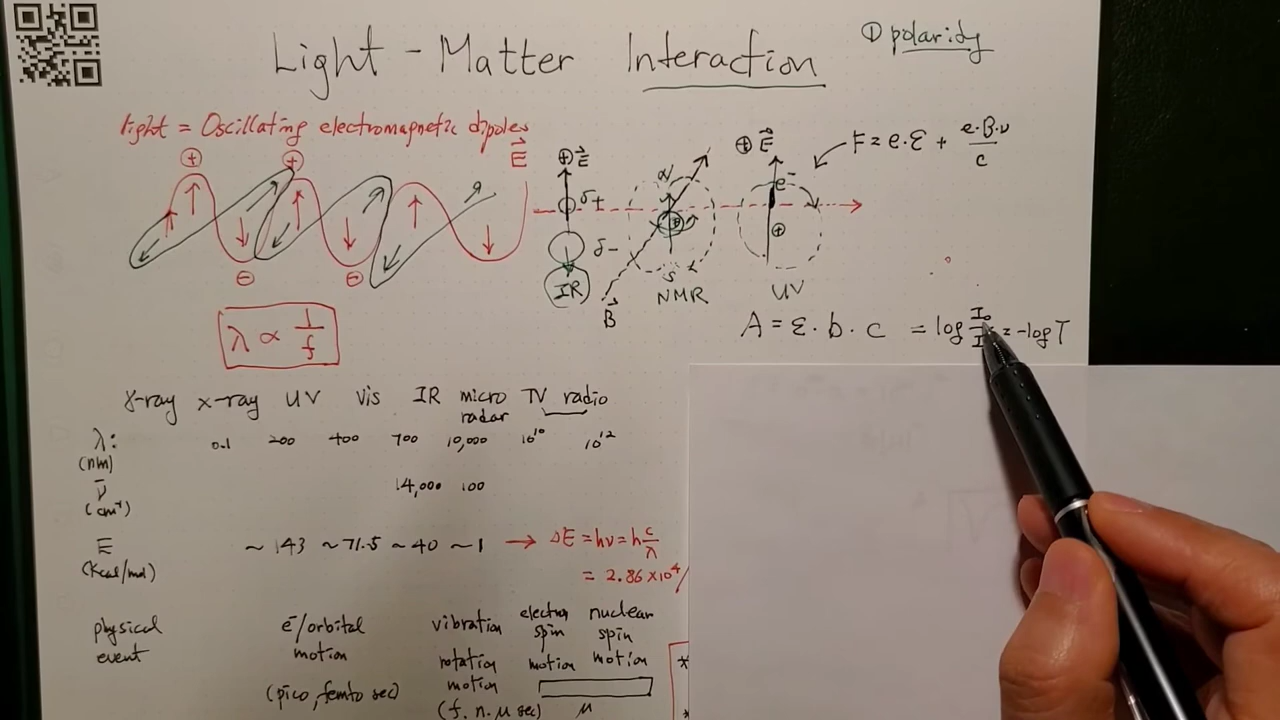 Light - Matter Interaction
① polarity
light = Oscillating electromagnetic dipoles
⊕ ⊕ E⃗
⊖ ⊖
⊕ E⃗
δ+
δ-
IR
α
B⃗
NMR
⊕ E⃗
e⁻
⊕
UV
F = e·ε + e·B·ν / c
λ ∝ 1/f
A = ε · b · c = log I₀/I = -log T
γ-ray x-ray UV vis IR micro TV radio
radar
λ: 0.1 200 400 700 10,000 10¹⁰ 10¹²
(nm)
ν̄ 14,000 100
(cm⁻¹)
E ~143 ~71.5 ~40 ~1 → ΔE = hν = h c/λ
(Kcal/mol) = 2.86 × 10⁴/
physical e⁻/orbital vibration electron nuclear
event motion rotation spin spin
motion motion motion
(pico, femto sec) (f. n. μ sec) μ
*
*